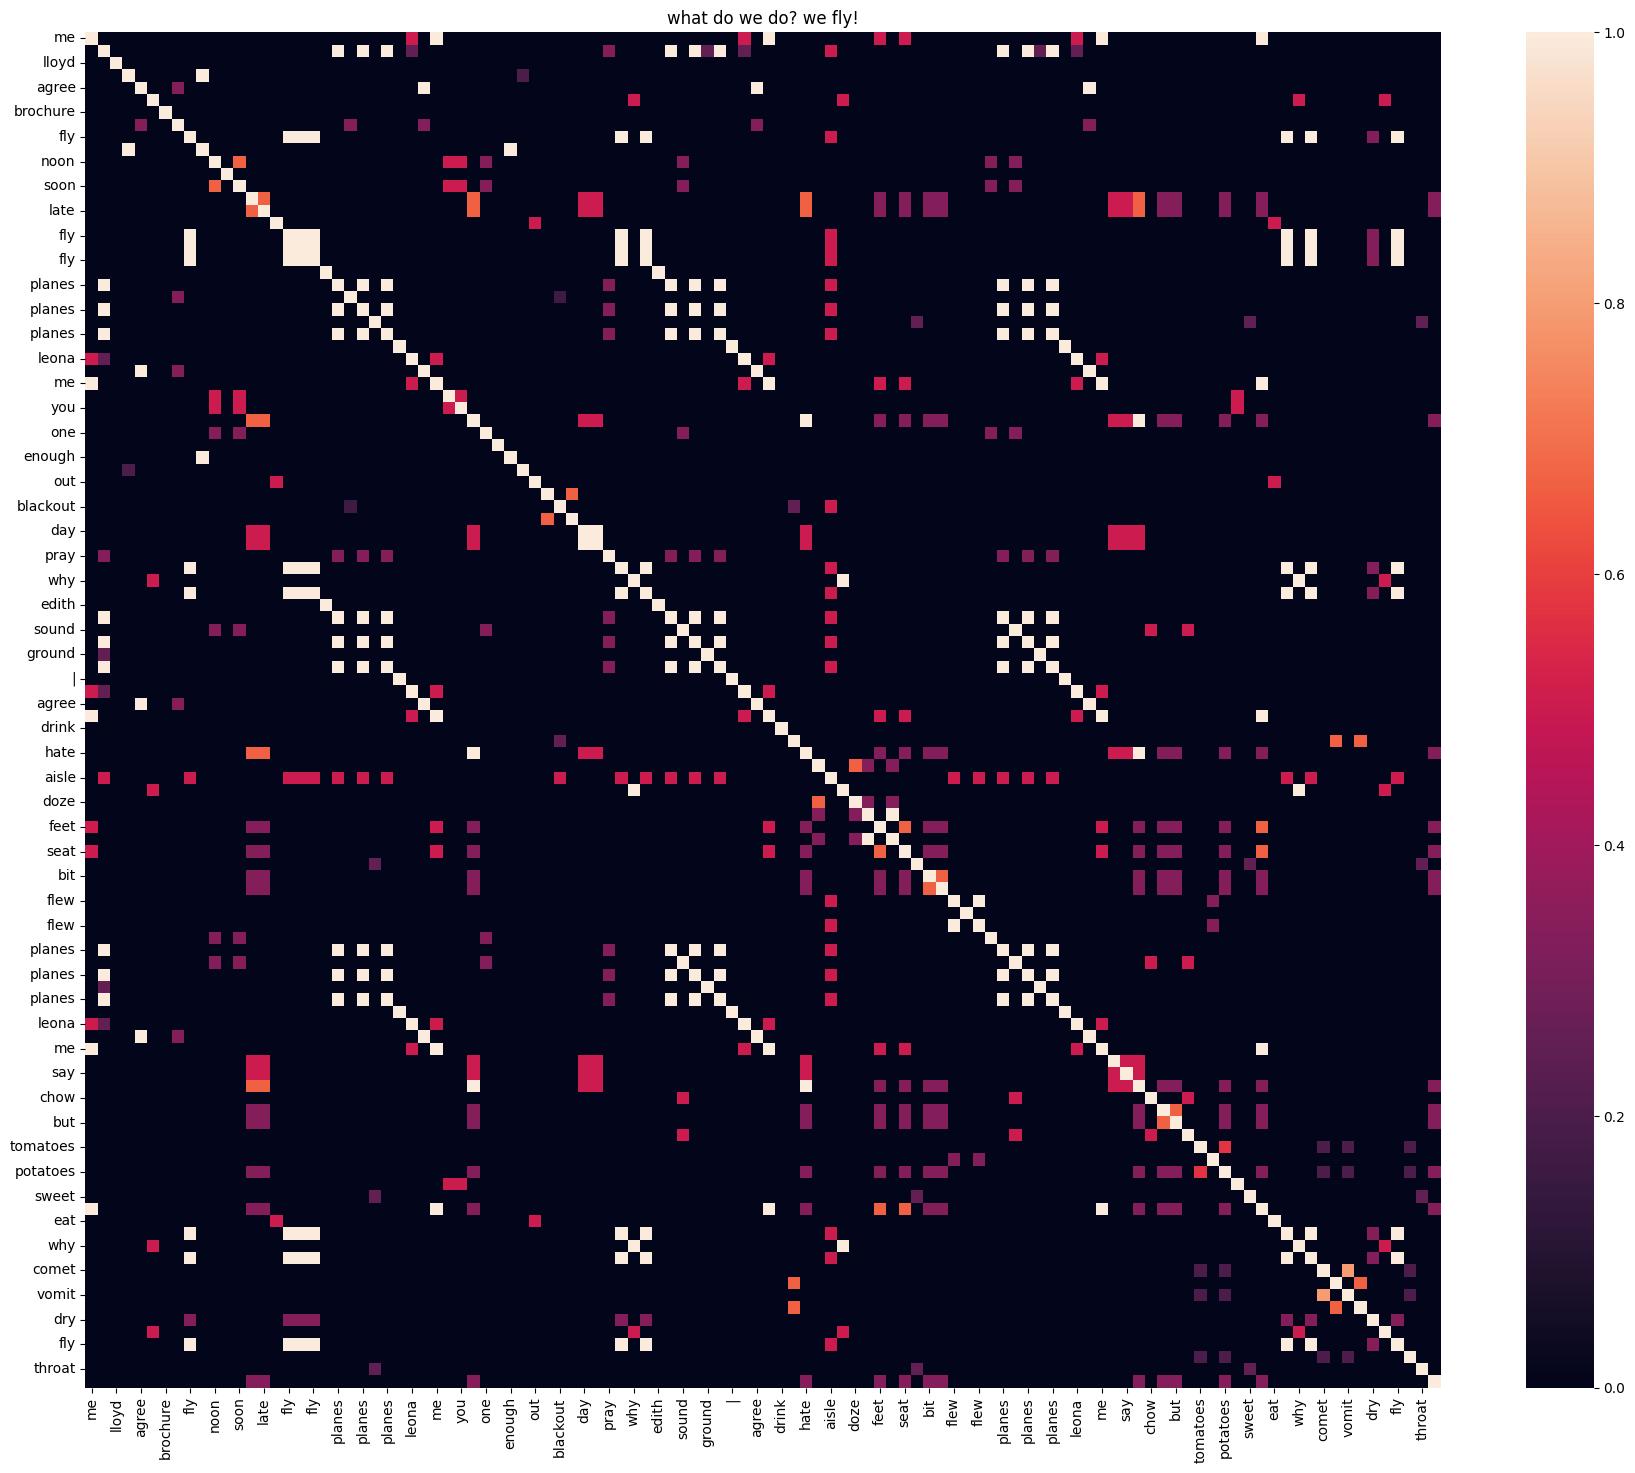 what do we do? we fly!
me
lloyd
agree
brochure
fly
noon
soon
late
fly
fly
planes
planes
planes
leona
me
you
one
enough
out
blackout
day
pray
why
edith
sound
ground
|
agree
drink
hate
aisle
doze
feet
seat
bit
flew
flew
planes
planes
planes
leona
me
say
chow
but
tomatoes
potatoes
sweet
eat
why
comet
vomit
dry
fly
throat
1.0
0.8
0.6
0.4
0.2
0.0
me
lloyd
agree
brochure
fly
noon
soon
late
fly
fly
planes
planes
planes
leona
me
you
one
enough
out
blackout
day
pray
why
edith
sound
ground
|
agree
drink
hate
aisle
doze
feet
seat
bit
flew
flew
planes
planes
planes
leona
me
say
chow
but
tomatoes
potatoes
sweet
eat
why
comet
vomit
dry
fly
throat